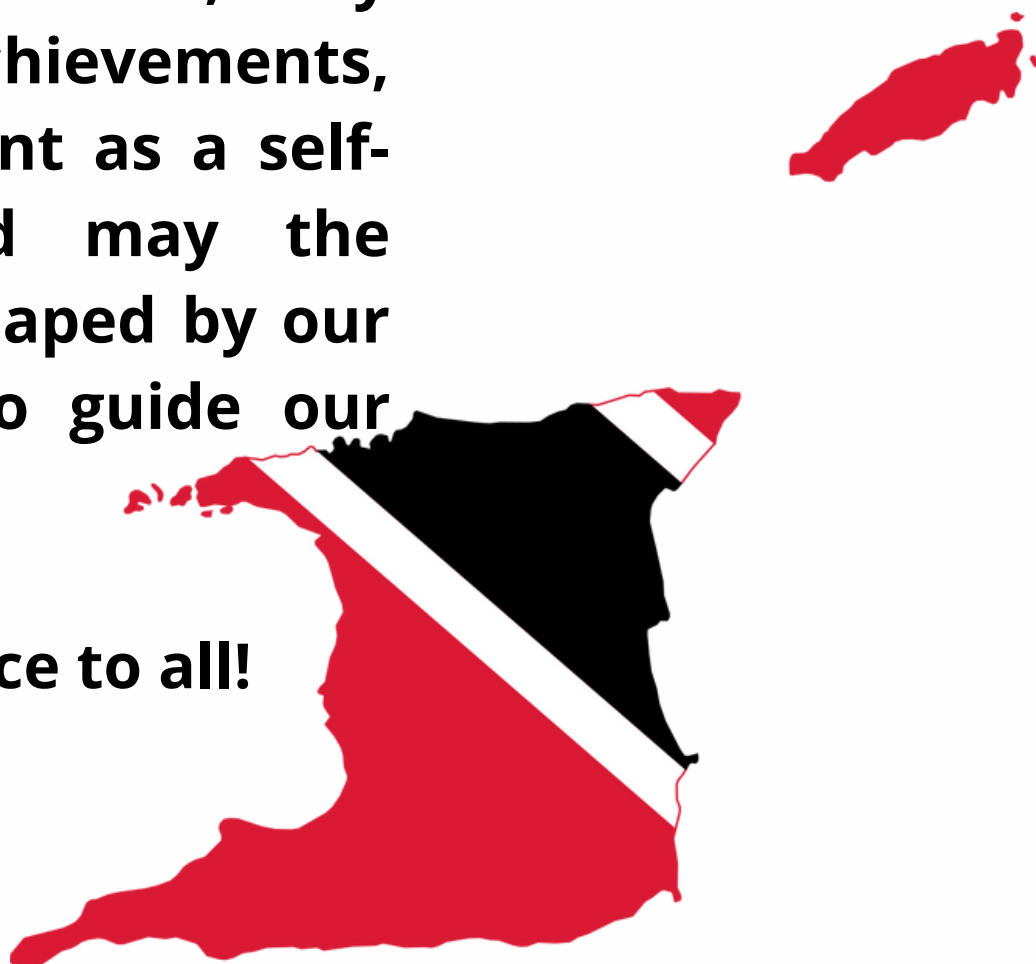 chievements,
nt as a self-
d may the
aped by our
o guide our
ce to all!